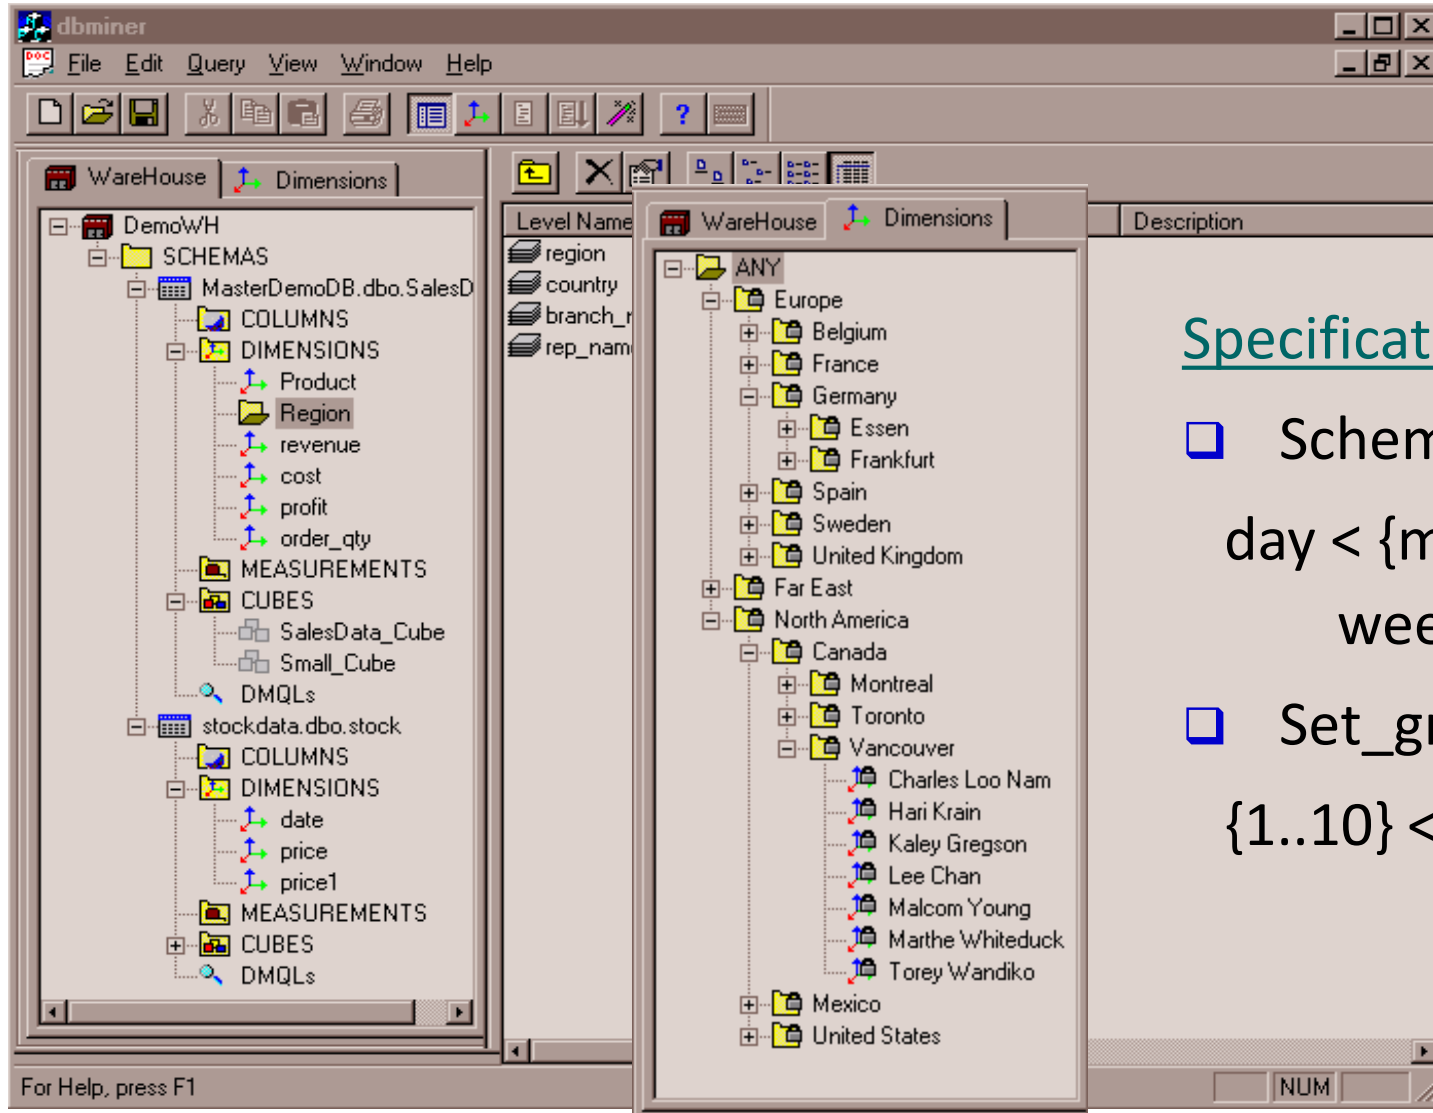 dbminer
File Edit Query View Window Help
WareHouse Dimensions
DemoWH
SCHEMAS
MasterDemoDB.dbo.SalesD
COLUMNS
DIMENSIONS
Product
Region
revenue
cost
profit
order_qty
MEASUREMENTS
CUBES
SalesData_Cube
Small_Cube
DMQLs
stockdata.dbo.stock
COLUMNS
DIMENSIONS
date
price
price1
MEASUREMENTS
CUBES
DMQLs
Level Name
region
country
branch_
rep_nam
WareHouse Dimensions
ANY
Europe
Belgium
France
Germany
Essen
Frankfurt
Spain
Sweden
United Kingdom
Far East
North America
Canada
Montreal
Toronto
Vancouver
Charles Loo Nam
Hari Krain
Kaley Gregson
Lee Chan
Malcom Young
Marthe Whiteduck
Torey Wandiko
Mexico
United States
Description
Specificat
Schem
day < {m
wee
Set_gr
{1..10} <
For Help, press F1
NUM